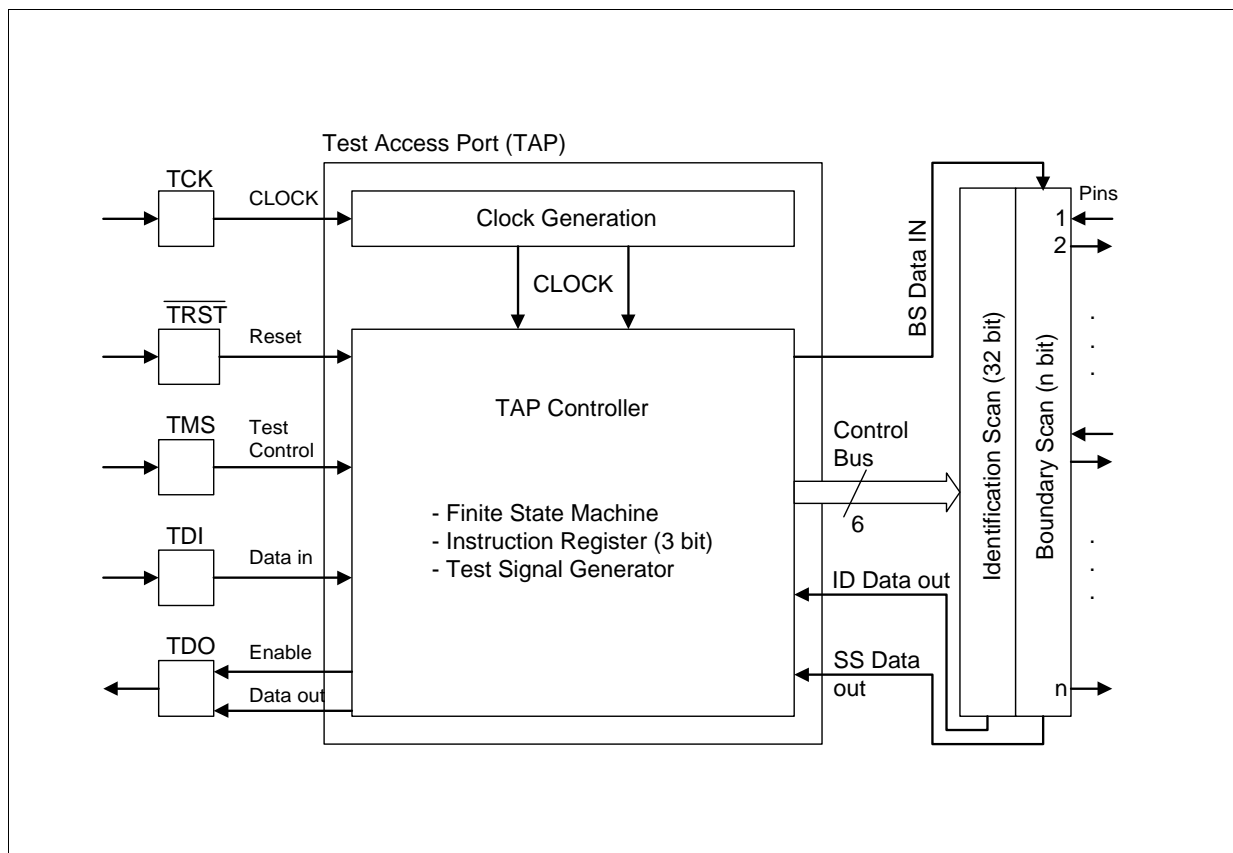 Test Access Port (TAP)
TCK
CLOCK
Clock Generation
CLOCK
TRST
Reset
TMS
Test
Control
TDI
Data in
TDO
Enable
Data out
TAP Controller
- Finite State Machine
- Instruction Register (3 bit)
- Test Signal Generator
BS Data IN
Control
Bus
6
ID Data out
SS Data
out
Identification Scan (32 bit)
Boundary Scan (n bit)
Pins
1
2
.
.
.
.
.
.
n